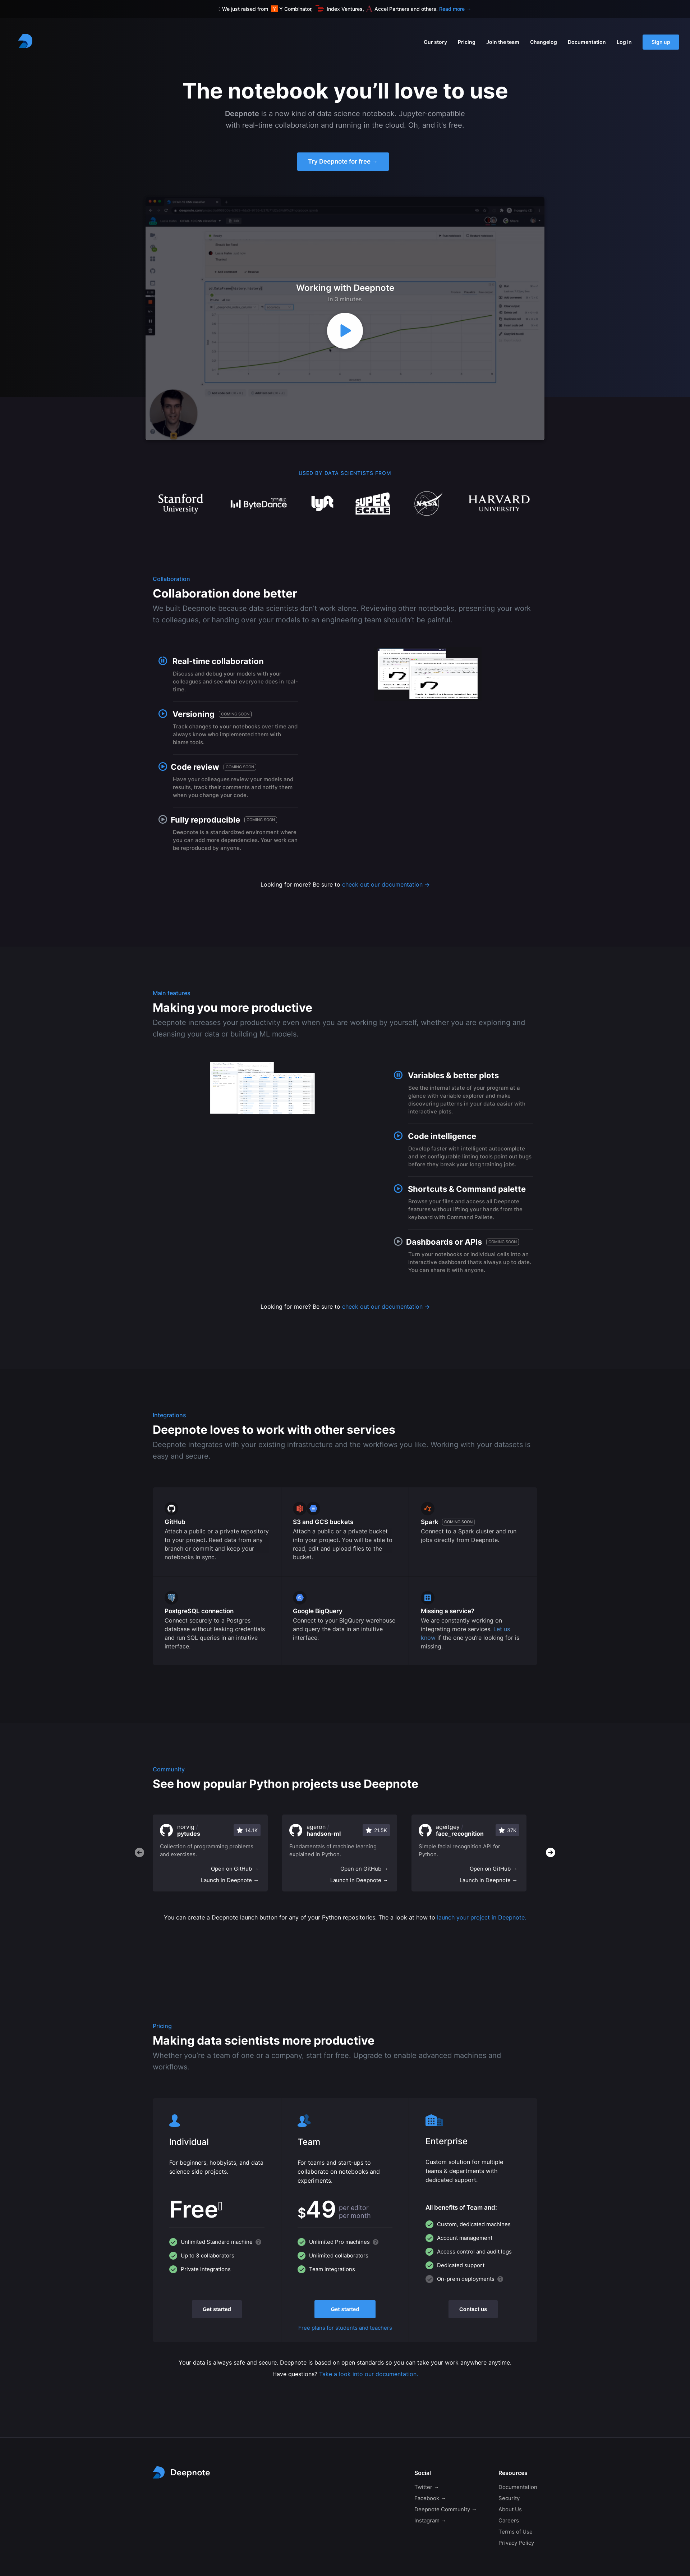 We just raised from Y Y Combinator, Index Ventures, Accel Partners and others. Read more →
Our story
Pricing
Join the team
Changelog
Documentation
Log in
Sign up
The notebook you’ll love to use
Deepnote is a new kind of data science notebook. Jupyter-compatible
with real-time collaboration and running in the cloud. Oh, and it's free.
Try Deepnote for free →
Working with Deepnote
in 3 minutes
USED BY DATA SCIENTISTS FROM
Stanford
University
ByteDance
lyft
SUPER
SCALE
NASA
HARVARD
UNIVERSITY
Collaboration
Collaboration done better
We built Deepnote because data scientists don't work alone. Reviewing other notebooks, presenting your work
to colleagues, or handing over your models to an engineering team shouldn't be painful.
Real-time collaboration
Discuss and debug your models with your
colleagues and see what everyone does in real-
time.
Versioning COMING SOON
Track changes to your notebooks over time and
always know who implemented them with
blame tools.
Code review COMING SOON
Have your colleagues review your models and
results, track their comments and notify them
when you change your code.
Fully reproducible COMING SOON
Deepnote is a standardized environment where
you can add more dependencies. Your work can
be reproduced by anyone.
Looking for more? Be sure to check out our documentation →
Main features
Making you more productive
Deepnote increases your productivity even when you are working by yourself, whether you are exploring and
cleansing your data or building ML models.
Variables & better plots
See the internal state of your program at a
glance with variable explorer and make
discovering patterns in your data easier with
interactive plots.
Code intelligence
Develop faster with intelligent autocomplete
and let configurable linting tools point out bugs
before they break your long training jobs.
Shortcuts & Command palette
Browse your files and access all Deepnote
features without lifting your hands from the
keyboard with Command Pallete.
Dashboards or APIs COMING SOON
Turn your notebooks or individual cells into an
interactive dashboard that’s always up to date.
You can share it with anyone.
Looking for more? Be sure to check out our documentation →
Integrations
Deepnote loves to work with other services
Deepnote integrates with your existing infrastructure and the workflows you like. Working with your datasets is
easy and secure.
GitHub
Attach a public or a private repository
to your project. Read data from any
branch or commit and keep your
notebooks in sync.
S3 and GCS buckets
Attach a public or a private bucket
into your project. You will be able to
read, edit and upload files to the
bucket.
Spark COMING SOON
Connect to a Spark cluster and run
jobs directly from Deepnote.
PostgreSQL connection
Connect securely to a Postgres
database without leaking credentials
and run SQL queries in an intuitive
interface.
Google BigQuery
Connect to your BigQuery warehouse
and query the data in an intuitive
interface.
Missing a service?
We are constantly working on
integrating more services. Let us
know if the one you’re looking for is
missing.
Community
See how popular Python projects use Deepnote
norvig
pytudes
14.1K
Collection of programming problems
and exercises.
Open on GitHub →
Launch in Deepnote →
ageron
handson-ml
21.5K
Fundamentals of machine learning
explained in Python.
Open on GitHub →
Launch in Deepnote →
ageitgey
face_recognition
37K
Simple facial recognition API for
Python.
Open on GitHub →
Launch in Deepnote →
You can create a Deepnote launch button for any of your Python repositories. The a look at how to launch your project in Deepnote.
Pricing
Making data scientists more productive
Whether you're a team of one or a company, start for free. Upgrade to enable advanced machines and
workflows.
Individual
For beginners, hobbyists, and data
science side projects.
Free
Unlimited Standard machine ?
Up to 3 collaborators
Private integrations
Get started
Team
For teams and start-ups to
collaborate on notebooks and
experiments.
$49 per editor
per month
Unlimited Pro machines ?
Unlimited collaborators
Team integrations
Get started
Free plans for students and teachers
Enterprise
Custom solution for multiple
teams & departments with
dedicated support.
All benefits of Team and:
Custom, dedicated machines
Account management
Access control and audit logs
Dedicated support
On-prem deployments ?
Contact us
Your data is always safe and secure. Deepnote is based on open standards so you can take your work anywhere anytime.
Have questions? Take a look into our documentation
Deepnote
Social
Twitter →
Facebook →
Deepnote Community →
Instagram →
Resources
Documentation
Security
About Us
Careers
Terms of Use
Privacy Policy